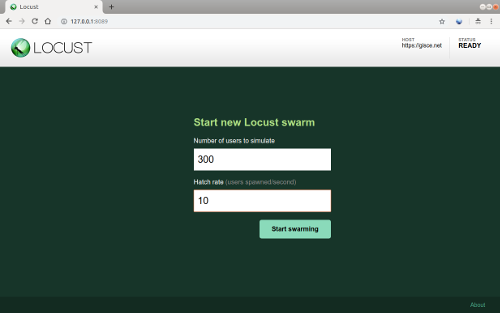 Locust
127.0.0.1:8089
LOCUST
HOST
https://gisce.net
STATUS
READY
Start new Locust swarm
Number of users to simulate
300
Hatch rate (users spawned/second)
10
Start swarming
About